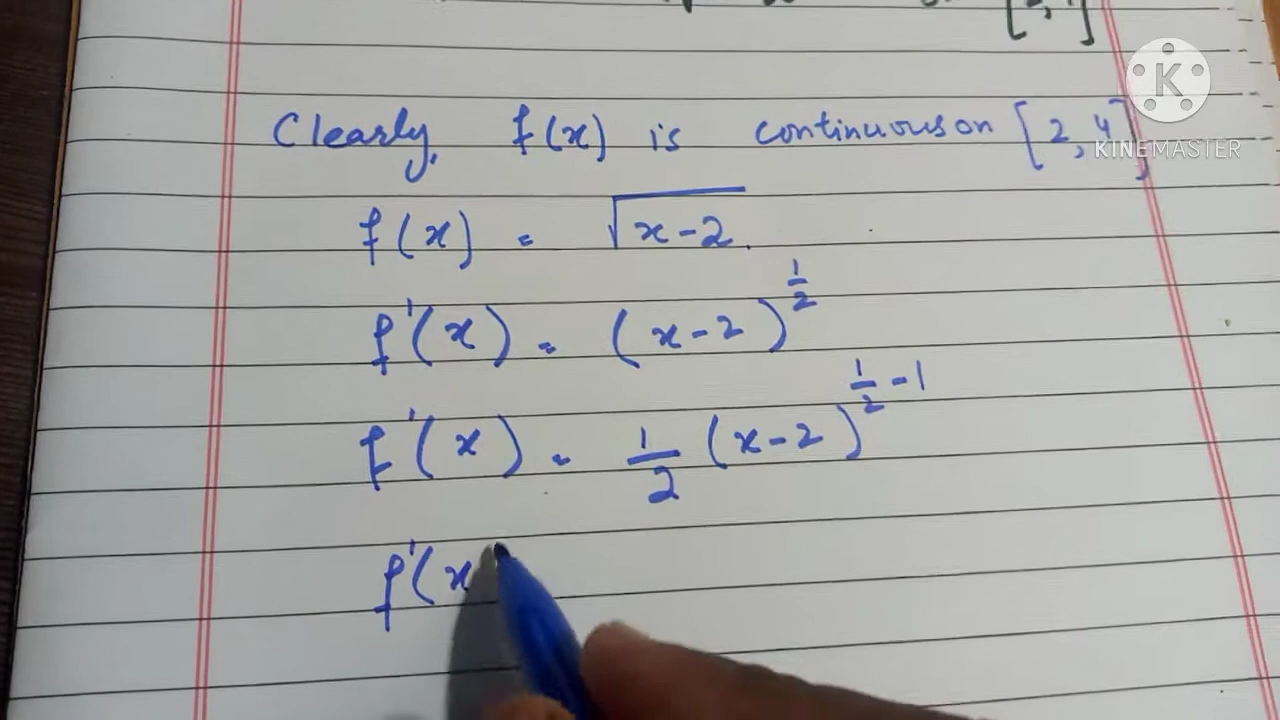 Clearly, f(x) is continuous on [2, 4]
K
KINEMASTER
f(x) = √(x-2).
f'(x) = (x-2)^(1/2)
f'(x) = 1/2 (x-2)^(1/2 - 1)
f'(x